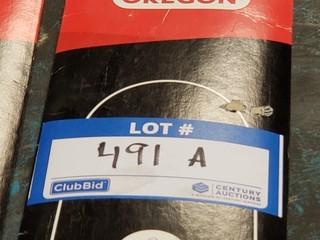 OREGON
LOT #
491 A
ClubBid
CENTURY
AUCTIONS